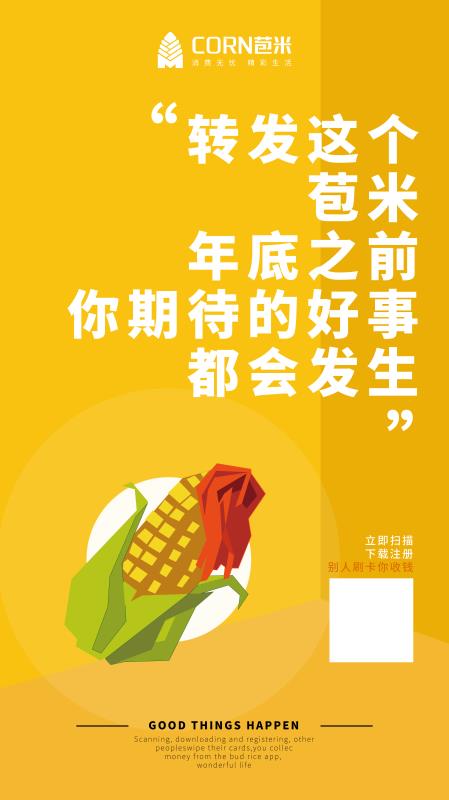 CORN苞米
消费无忧 精彩生活
“转发这个
苞米
年底之前
你期待的好事
都会发生
”
立即扫描
下载注册
别人刷卡你收钱
GOOD THINGS HAPPEN
Scanning, downloading and registering, other
peopleswipe their cards,you collec
money from the bud rice app,
wonderful life